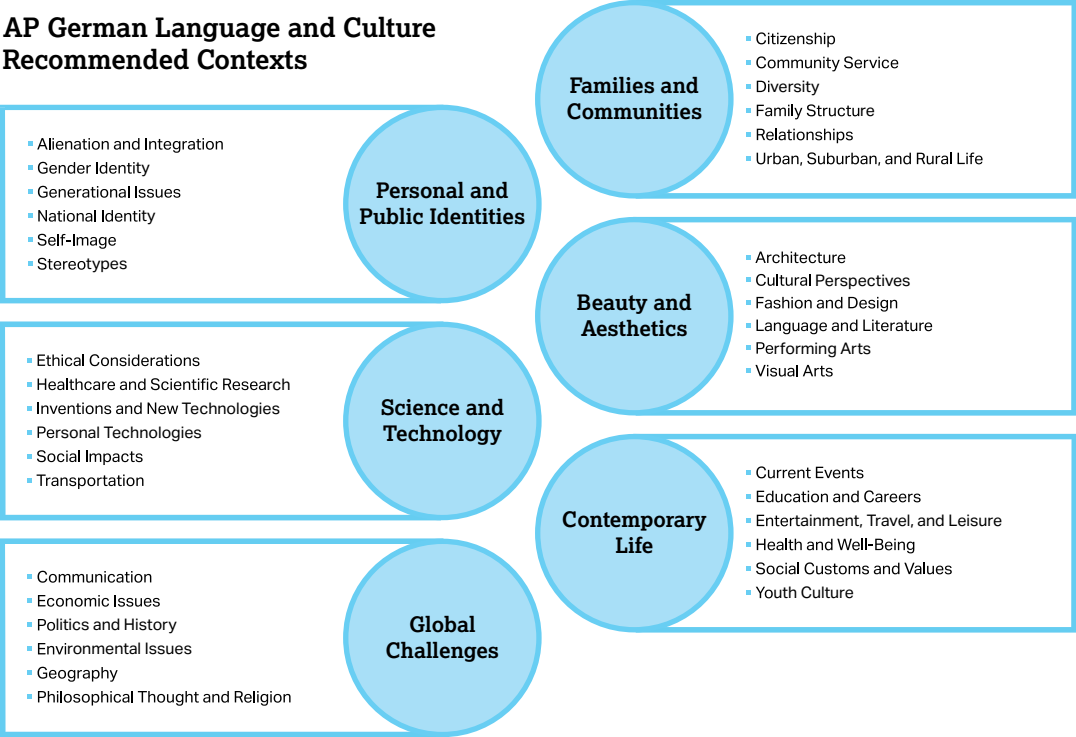 AP German Language and Culture
Recommended Contexts
Families and
Communities
Citizenship
Community Service
Diversity
Family Structure
Relationships
Urban, Suburban, and Rural Life
Alienation and Integration
Gender Identity
Generational Issues
National Identity
Self-Image
Stereotypes
Personal and
Public Identities
Beauty and
Aesthetics
Architecture
Cultural Perspectives
Fashion and Design
Language and Literature
Performing Arts
Visual Arts
Ethical Considerations
Healthcare and Scientific Research
Inventions and New Technologies
Personal Technologies
Social Impacts
Transportation
Science and
Technology
Contemporary
Life
Current Events
Education and Careers
Entertainment, Travel, and Leisure
Health and Well-Being
Social Customs and Values
Youth Culture
Communication
Economic Issues
Politics and History
Environmental Issues
Geography
Philosophical Thought and Religion
Global
Challenges